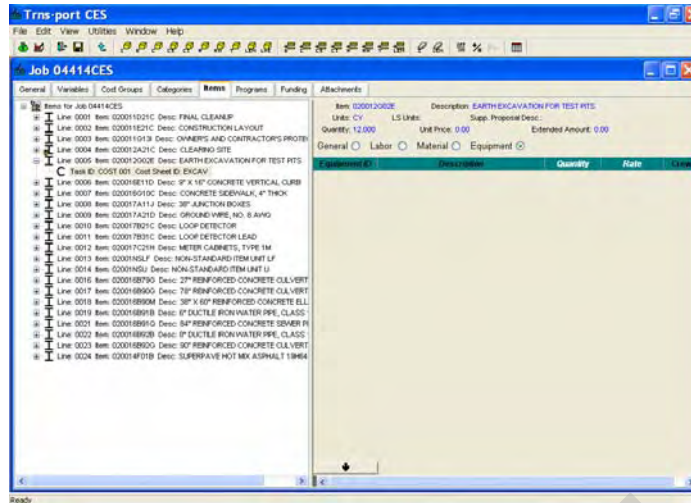 Trns·port CES
File Edit View Utilities Window Help
Job 04414CES
General Variables Cost Groups Categories Items Programs Funding Attachments
Items for Job 04414CES
Line: 0001 Item: 020011D21C Desc: FINAL CLEANUP
Line: 0002 Item: 020011E21C Desc: CONSTRUCTION LAYOUT
Line: 0003 Item: 020011G13I Desc: OWNER'S AND CONTRACTOR'S PROTE
Line: 0004 Item: 020012A21C Desc: CLEARING SITE
Line: 0005 Item: 020012002E Desc: EARTH EXCAVATION FOR TEST PITS
C Task ID: COST 001 Cost Sheet ID: EXCAV
Line: 0006 Item: 020016E11D Desc: 9" X 16" CONCRETE VERTICAL CURB
Line: 0007 Item: 020016G10C Desc: CONCRETE SIDEWALK, 4" THICK
Line: 0008 Item: 020017A11J Desc: 38" JUNCTION BOXES
Line: 0009 Item: 020017A21D Desc: GROUND WIRE, NO. 8 AWG
Line: 0010 Item: 020017B21C Desc: LOOP DETECTOR
Line: 0011 Item: 020017B31C Desc: LOOP DETECTOR LEAD
Line: 0012 Item: 020017C21H Desc: METER CABINETS, TYPE 1M
Line: 0013 Item: 02001NSLF Desc: NON-STANDARD ITEM UNIT LF
Line: 0014 Item: 02001NSU Desc: NON-STANDARD ITEM UNIT U
Line: 0016 Item: 020016B79G Desc: 27" REINFORCED CONCRETE CULVERT
Line: 0017 Item: 020016B90G Desc: 78" REINFORCED CONCRETE CULVERT
Line: 0018 Item: 020016B90M Desc: 38" X 60" REINFORCED CONCRETE ELL
Line: 0019 Item: 020016B91B Desc: 6" DUCTILE IRON WATER PIPE, CLASS
Line: 0021 Item: 020016B91G Desc: 84" REINFORCED CONCRETE SEWER PI
Line: 0022 Item: 020016B92B Desc: 8" DUCTILE IRON WATER PIPE, CLASS
Line: 0023 Item: 020016B92G Desc: 90" REINFORCED CONCRETE CULVERT
Line: 0024 Item: 020014F01B Desc: SUPERPAVE HOT MIX ASPHALT 19H64
Item: 020012002E Description: EARTH EXCAVATION FOR TEST PITS
Units: CY LS Units: Supp. Proposal Desc.:
Quantity: 12.000 Unit Price: 0.00 Extended Amount: 0.00
General Labor Material Equipment
Equipment ID Description Quantity Rate
Ready